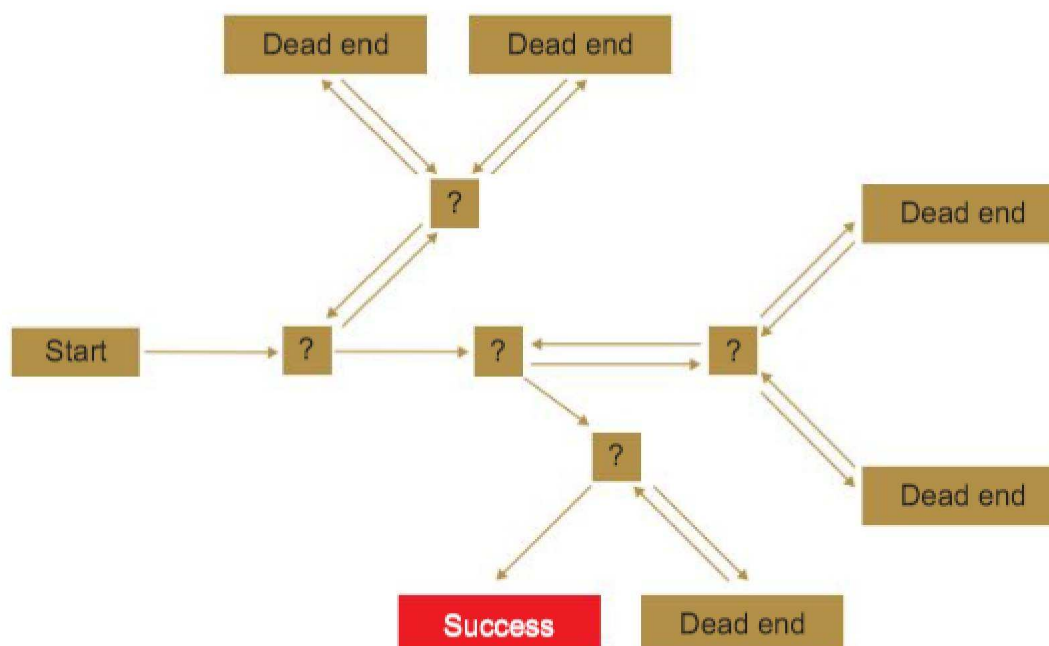 Dead end
Dead end
?
Dead end
Start
?
?
?
?
Dead end
Success
Dead end